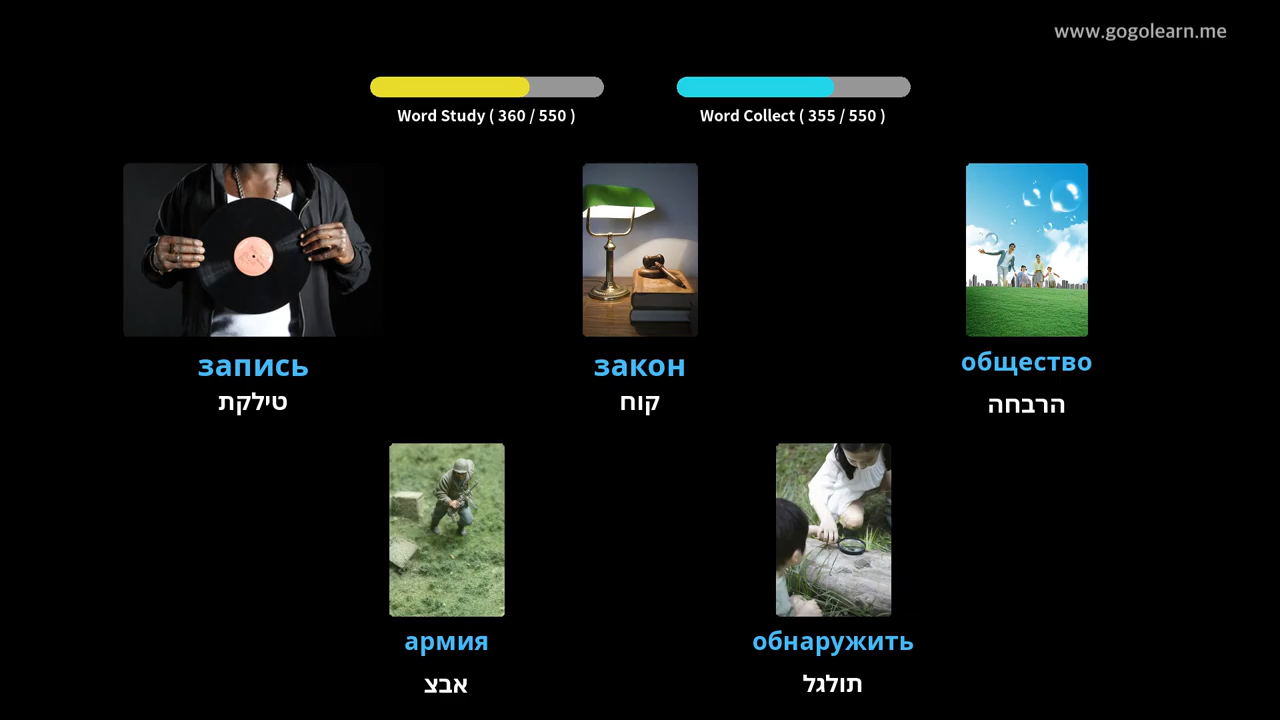 www.gogolearn.me
Word Study ( 360 / 550 )
Word Collect ( 355 / 550 )
запись
טילקת
закон
קוח
общество
הרבחה
армия
אבצ
обнаружить
תולגל